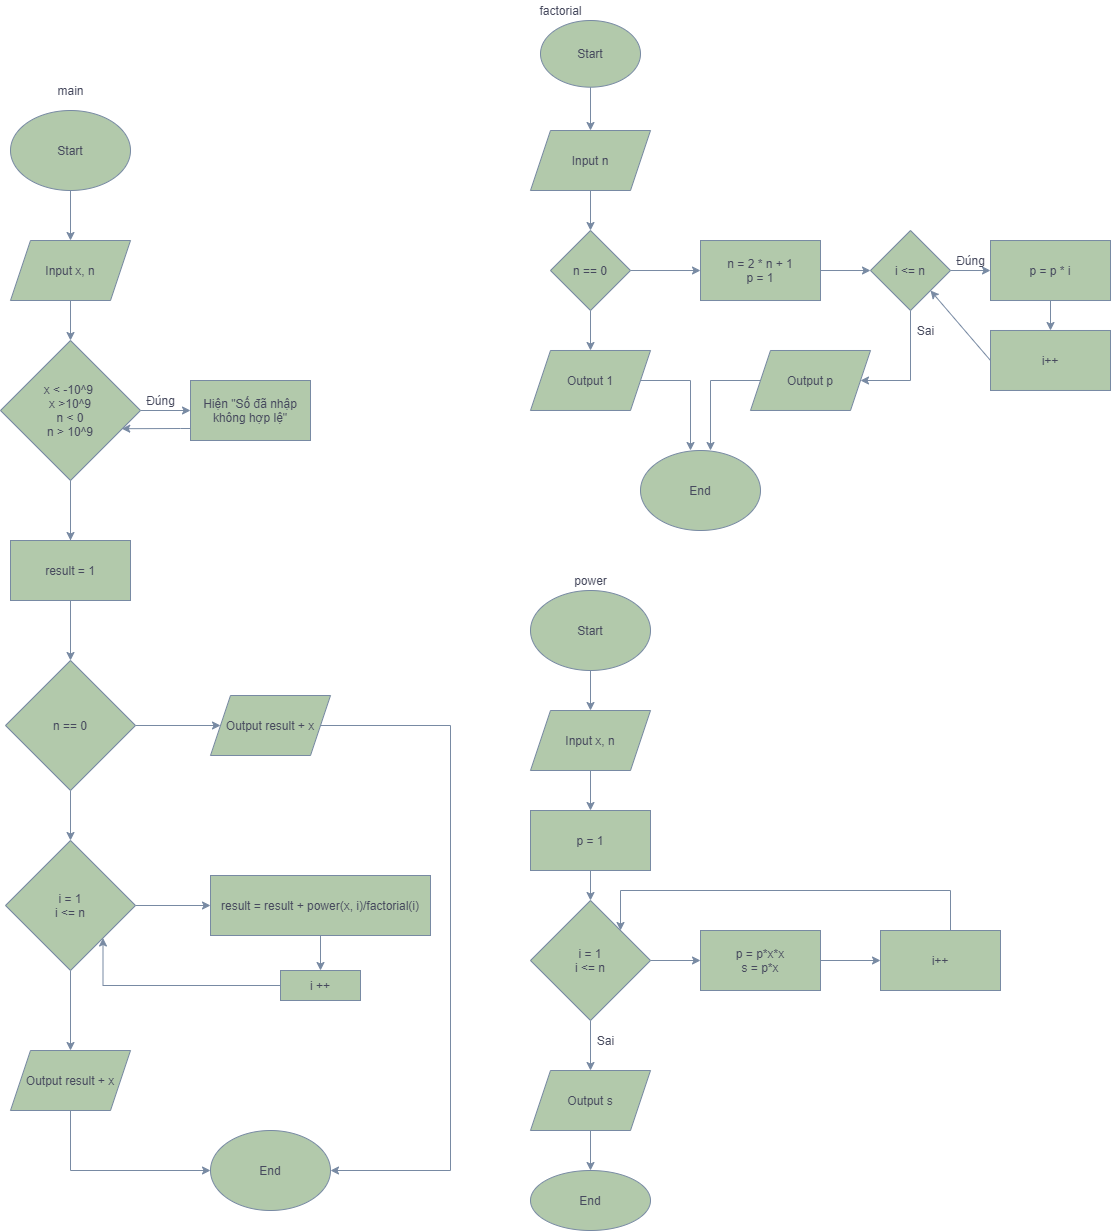 main
Start
Input x, n
x < -10^9
x >10^9
n < 0
n > 10^9
Đúng
Hiện "Số đã nhập
không hợp lệ"
result = 1
n == 0
Output result + x
i = 1
i <= n
result = result + power(x, i)/factorial(i)
i ++
Output result + x
End
factorial
Start
Input n
n == 0
n = 2 * n + 1
p = 1
i <= n
Đúng
p = p * i
i++
Sai
Output 1
Output p
End
power
Start
Input x, n
p = 1
i = 1
i <= n
p = p*x*x
s = p*x
i++
Sai
Output s
End